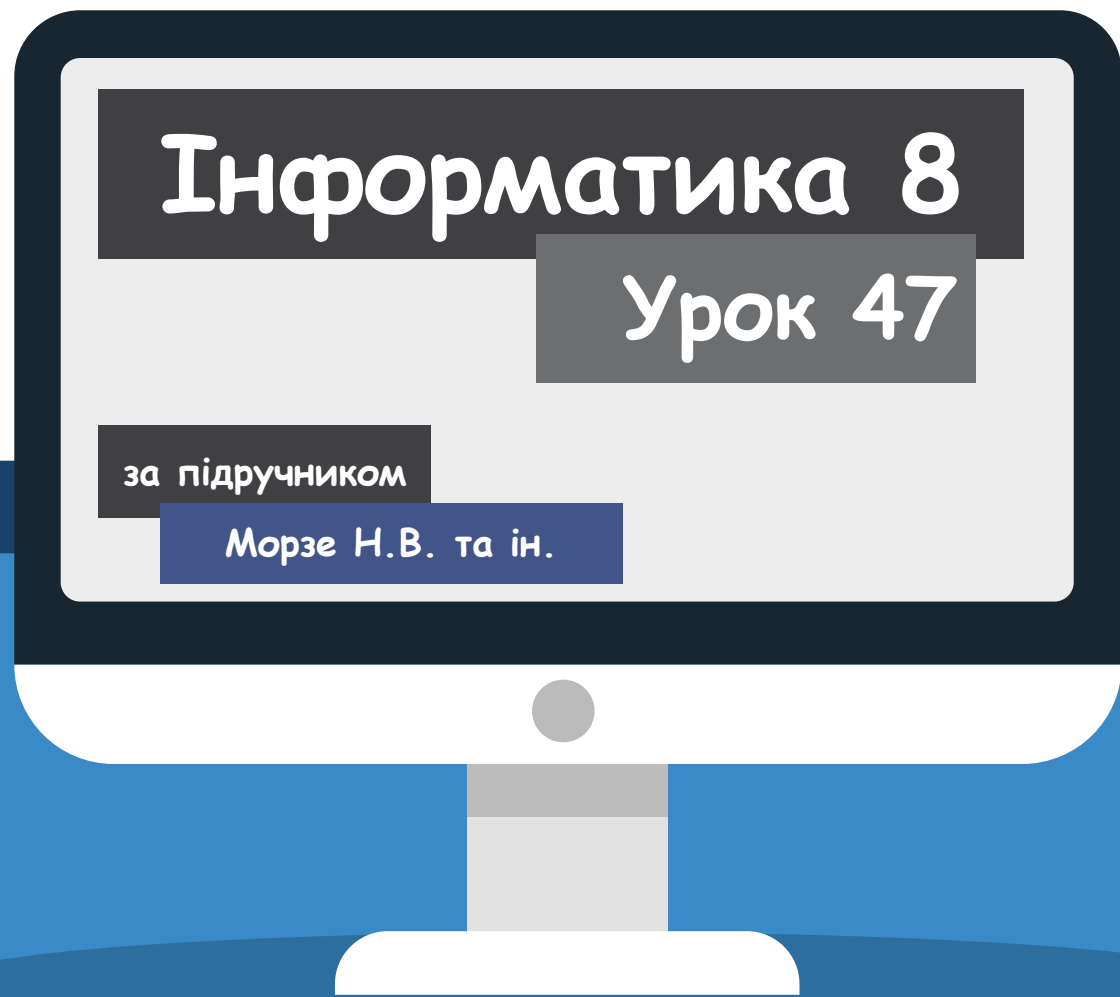 Інформатика 8
Урок 47
за підручником
Морзе Н.В. та ін.